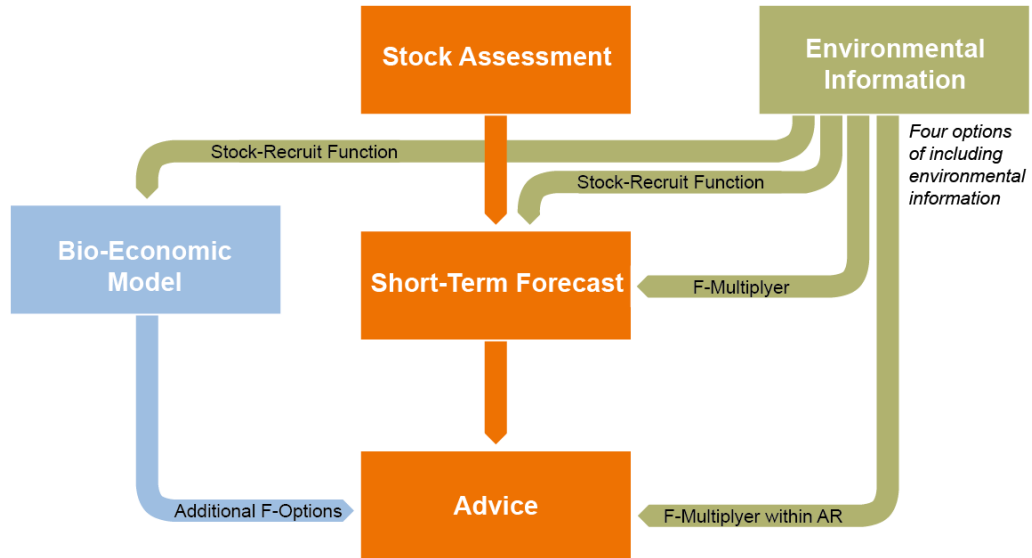 Stock Assessment
Environmental
Information
Four options
of including
environmental
information
Stock-Recruit Function
Stock-Recruit Function
Bio-Economic
Model
Short-Term Forecast
F-Multiplyer
Additional F-Options
Advice
F-Multiplyer within AR